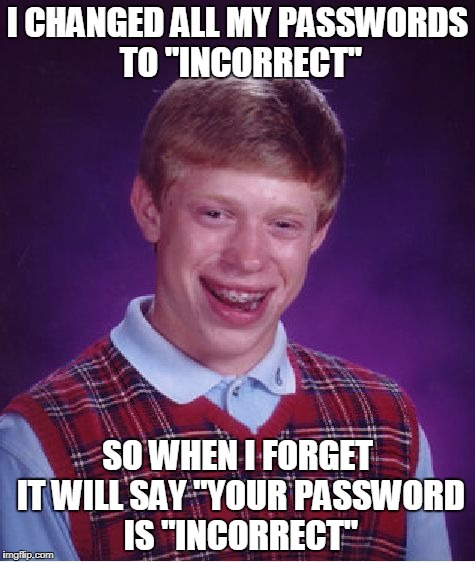 I CHANGED ALL MY PASSWORDS
TO "INCORRECT"
SO WHEN I FORGET
IT WILL SAY "YOUR PASSWORD
IS "INCORRECT"
imgflip.com